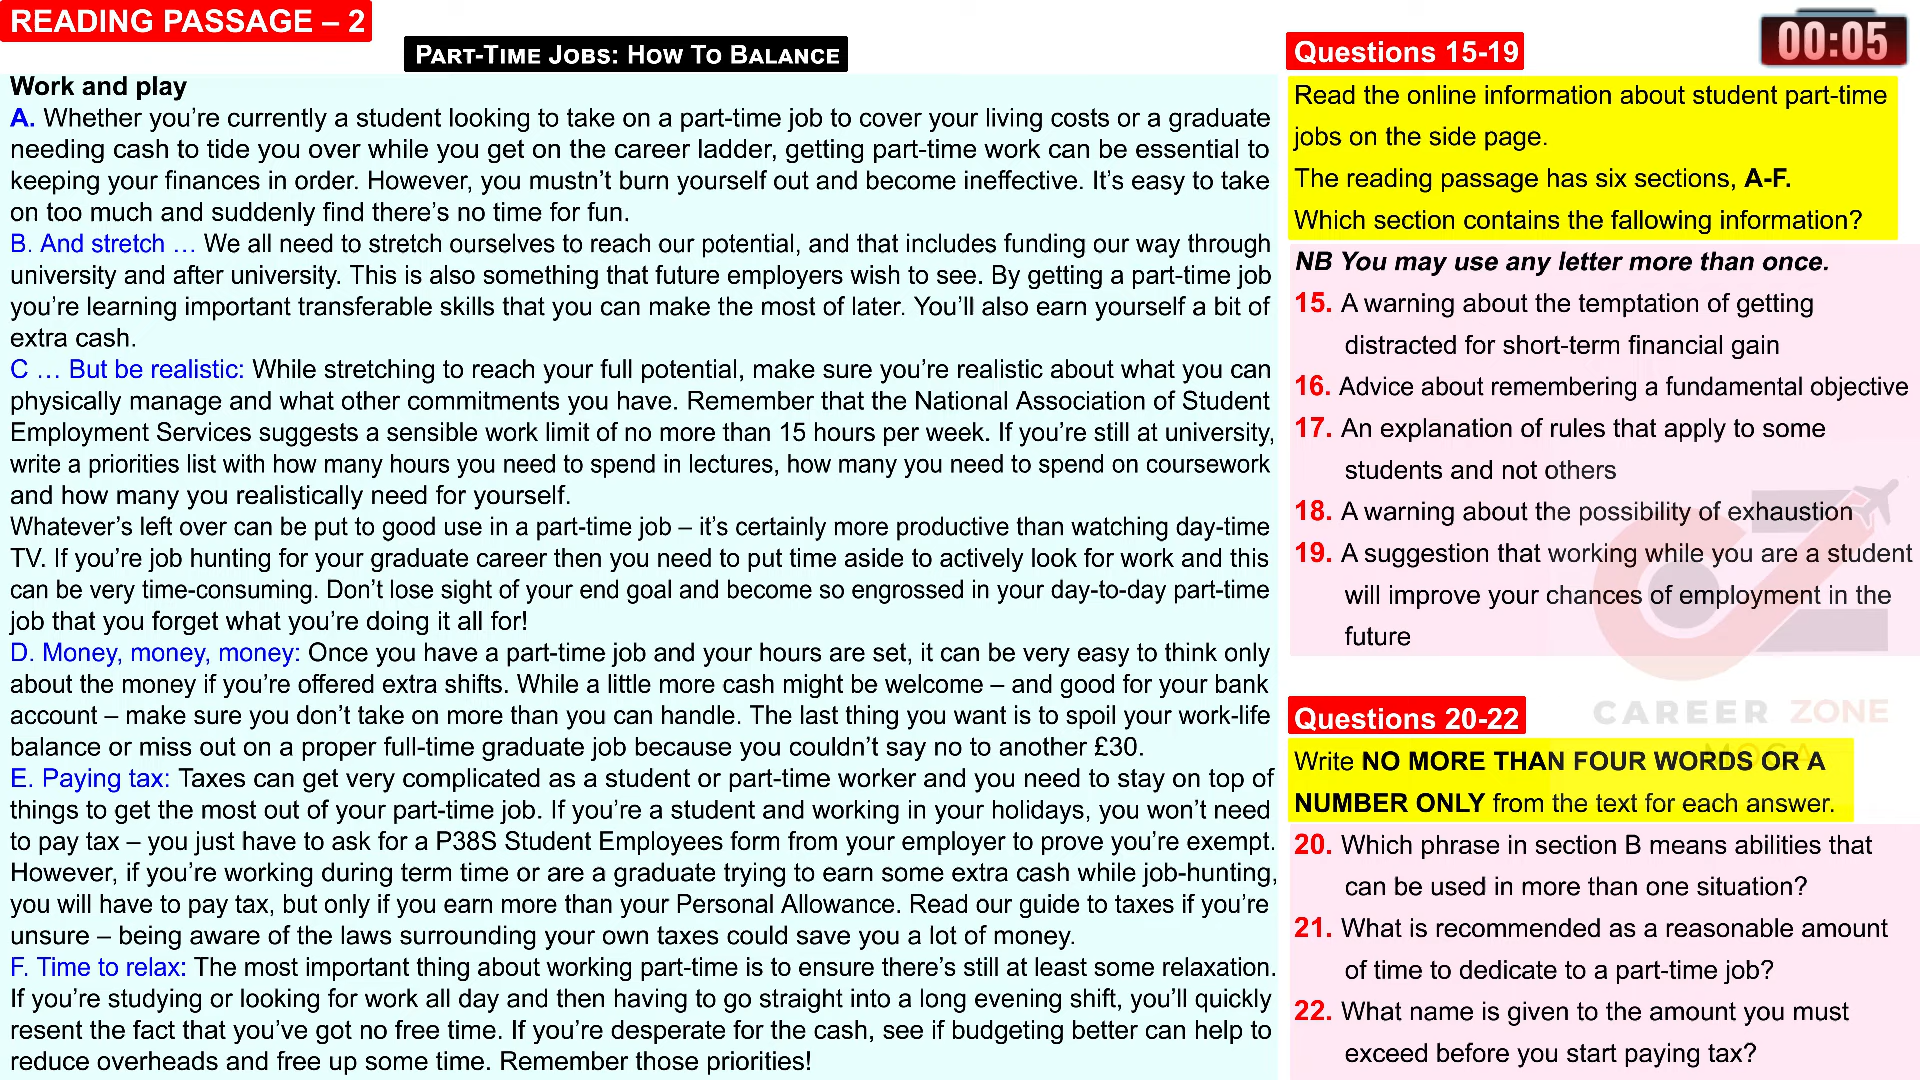 READING PASSAGE – 2
PART-TIME JOBS: HOW TO BALANCE
Work and play
A. Whether you’re currently a student looking to take on a part-time job to cover your living costs or a graduate
needing cash to tide you over while you get on the career ladder, getting part-time work can be essential to
keeping your finances in order. However, you mustn’t burn yourself out and become ineffective. It’s easy to take
on too much and suddenly find there’s no time for fun.
B. And stretch … We all need to stretch ourselves to reach our potential, and that includes funding our way through
university and after university. This is also something that future employers wish to see. By getting a part-time job
you’re learning important transferable skills that you can make the most of later. You’ll also earn yourself a bit of
extra cash.
C … But be realistic: While stretching to reach your full potential, make sure you’re realistic about what you can
physically manage and what other commitments you have. Remember that the National Association of Student
Employment Services suggests a sensible work limit of no more than 15 hours per week. If you’re still at university,
write a priorities list with how many hours you need to spend in lectures, how many you need to spend on coursework
and how many you realistically need for yourself.
Whatever’s left over can be put to good use in a part-time job – it’s certainly more productive than watching day-time
TV. If you’re job hunting for your graduate career then you need to put time aside to actively look for work and this
can be very time-consuming. Don’t lose sight of your end goal and become so engrossed in your day-to-day part-time
job that you forget what you’re doing it all for!
D. Money, money, money: Once you have a part-time job and your hours are set, it can be very easy to think only
about the money if you’re offered extra shifts. While a little more cash might be welcome – and good for your bank
account – make sure you don’t take on more than you can handle. The last thing you want is to spoil your work-life
balance or miss out on a proper full-time graduate job because you couldn’t say no to another £30.
E. Paying tax: Taxes can get very complicated as a student or part-time worker and you need to stay on top of
things to get the most out of your part-time job. If you’re a student and working in your holidays, you won’t need
to pay tax – you just have to ask for a P38S Student Employees form from your employer to prove you’re exempt.
However, if you’re working during term time or are a graduate trying to earn some extra cash while job-hunting,
you will have to pay tax, but only if you earn more than your Personal Allowance. Read our guide to taxes if you’re
unsure – being aware of the laws surrounding your own taxes could save you a lot of money.
F. Time to relax: The most important thing about working part-time is to ensure there’s still at least some relaxation.
If you’re studying or looking for work all day and then having to go straight into a long evening shift, you’ll quickly
resent the fact that you’ve got no free time. If you’re desperate for the cash, see if budgeting better can help to
reduce overheads and free up some time. Remember those priorities!
Questions 15-19
00:05
Read the online information about student part-time
jobs on the side page.
The reading passage has six sections, A-F.
Which section contains the fallowing information?
NB You may use any letter more than once.
15. A warning about the temptation of getting
distracted for short-term financial gain
16. Advice about remembering a fundamental objective
17. An explanation of rules that apply to some
students and not others
18. A warning about the possibility of exhaustion
19. A suggestion that working while you are a student
will improve your chances of employment in the
future
CAREER ZONE
MOGA
Questions 20-22
Write NO MORE THAN FOUR WORDS OR A
NUMBER ONLY from the text for each answer.
20. Which phrase in section B means abilities that
can be used in more than one situation?
21. What is recommended as a reasonable amount
of time to dedicate to a part-time job?
22. What name is given to the amount you must
exceed before you start paying tax?